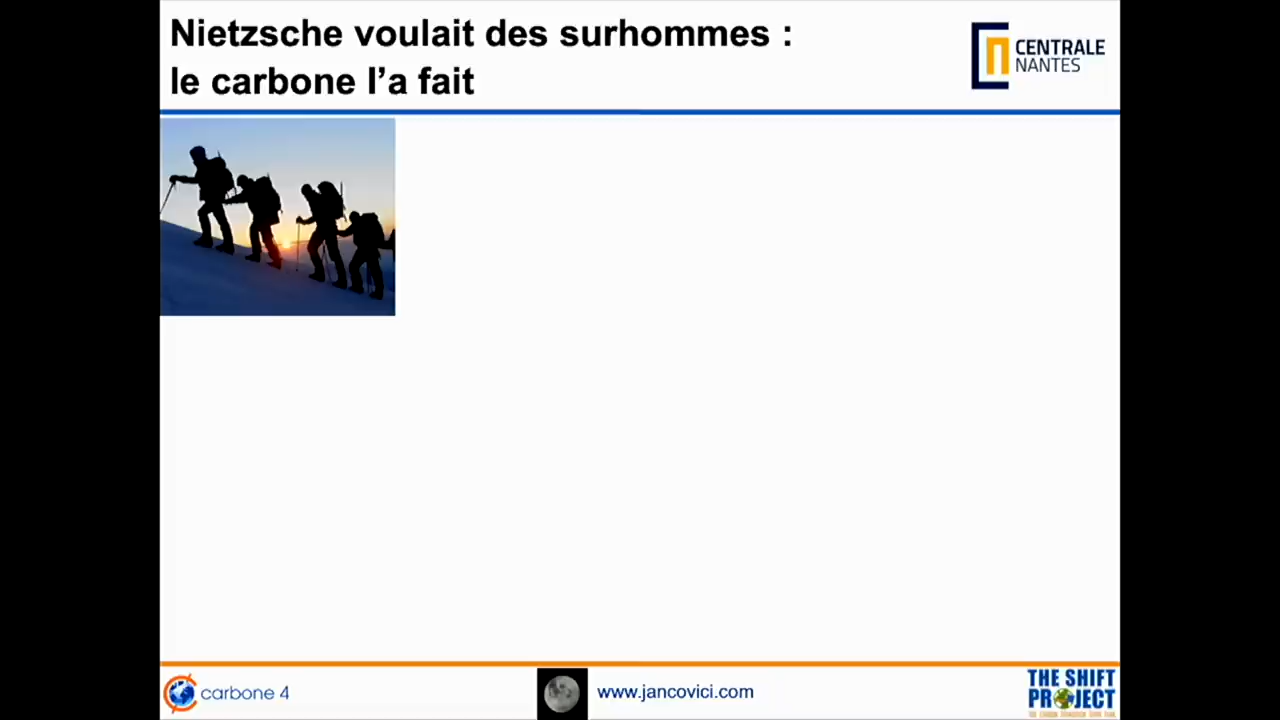 Nietzsche voulait des surhommes :
le carbone l’a fait
CENTRALE
NANTES
carbone 4
www.jancovici.com
THE SHIFT
PROJECT